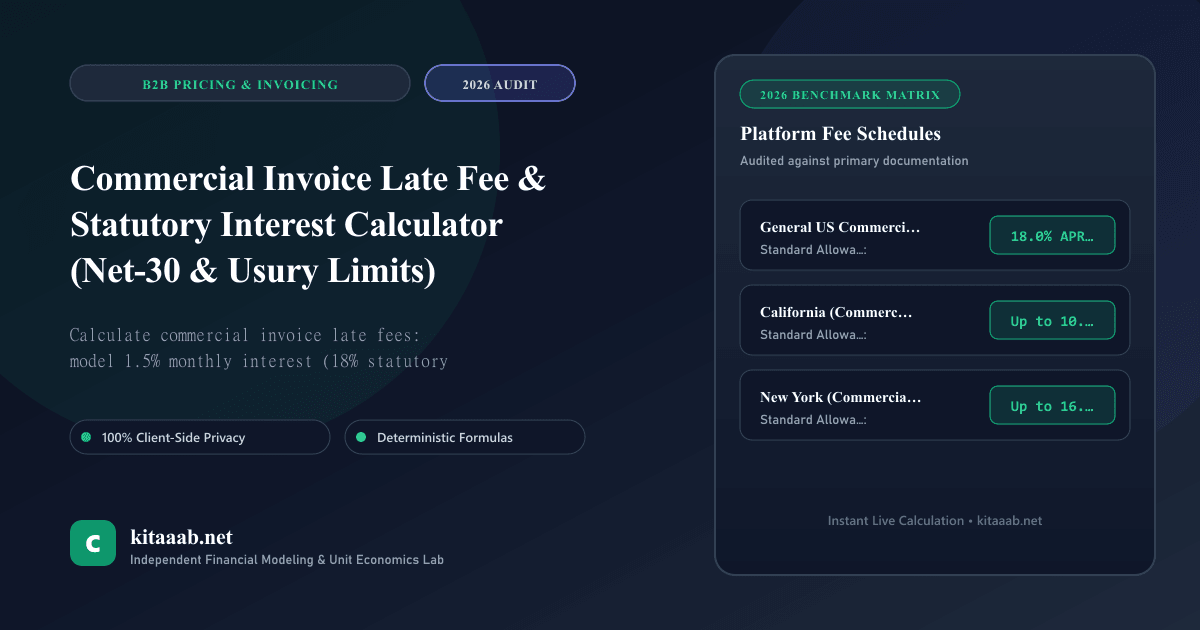 B2B PRICING & INVOICING
2026 AUDIT
Commercial Invoice Late Fee &
Statutory Interest Calculator
(Net-30 & Usury Limits)
Calculate commercial invoice late fees:
model 1.5% monthly interest (18% statutory
100% Client-Side Privacy
Deterministic Formulas
C
kitaaab.net
Independent Financial Modeling & Unit Economics Lab
2026 BENCHMARK MATRIX
Platform Fee Schedules
Audited against primary documentation
General US Commerci…
Standard Allowa…:
18.0% APR…
California (Commerc…
Standard Allowa…:
Up to 10.…
New York (Commercia…
Standard Allowa…:
Up to 16.…
Instant Live Calculation • kitaaab.net